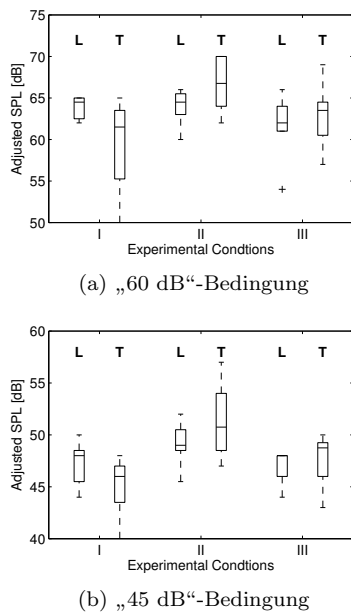 75
70
65
60
55
50
Adjusted SPL [dB]
L T L T L T
I II III
Experimental Condtions
(a) „60 dB“-Bedingung
60
55
50
45
40
Adjusted SPL [dB]
L T L T L T
I II III
Experimental Condtions
(b) „45 dB“-Bedingung